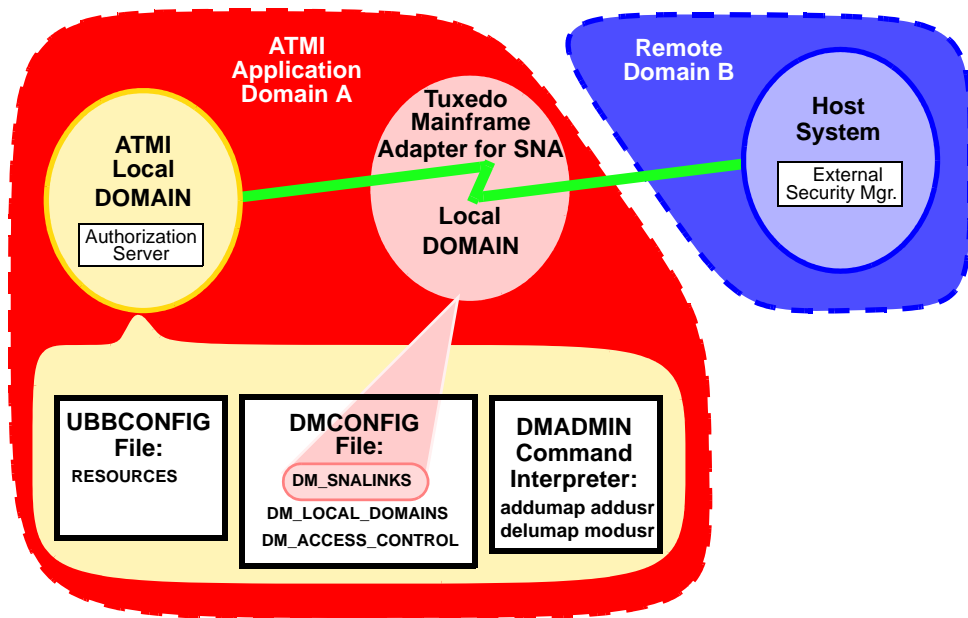 ATMI
Application
Domain A
Remote
Domain B
ATMI
Local
DOMAIN
Authorization
Server
Tuxedo
Mainframe
Adapter for SNA
Local
DOMAIN
Host
System
External
Security Mgr.
UBBCONFIG
File:
RESOURCES
DMCONFIG
File:
DM_SNALINKS
DM_LOCAL_DOMAINS
DM_ACCESS_CONTROL
DMADMIN
Command
Interpreter:
addumap addusr
delumap modusr